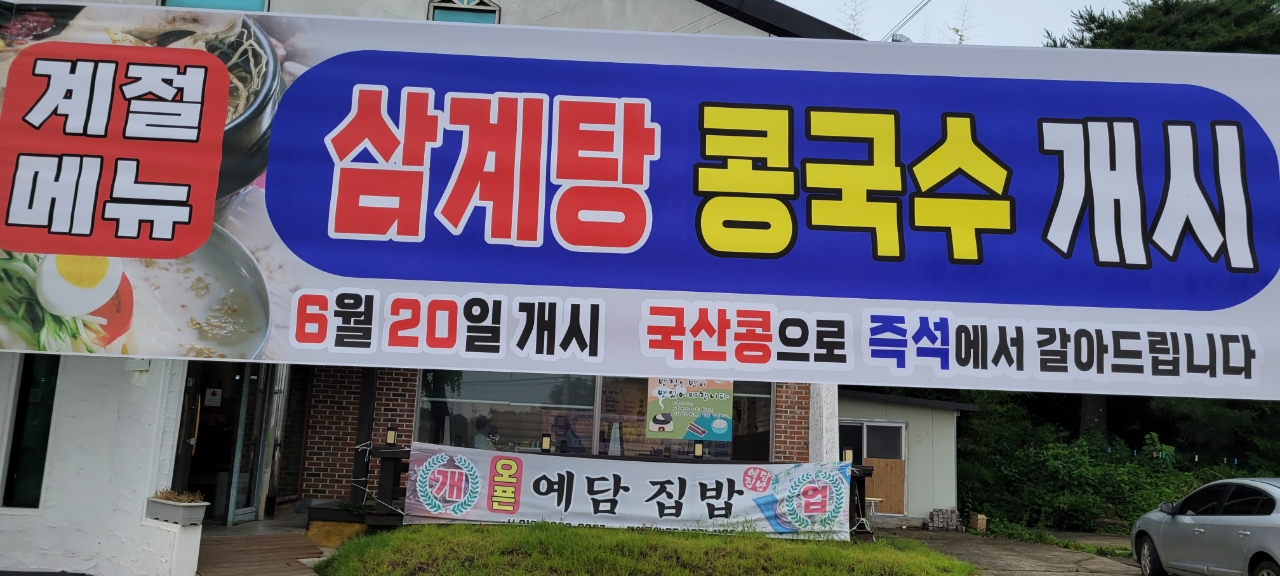 계절
메뉴
삼계탕 콩국수 개시
6월 20일 개시 국산콩으로 즉석에서 갈아드립니다
개 오픈 예담 집밥 업